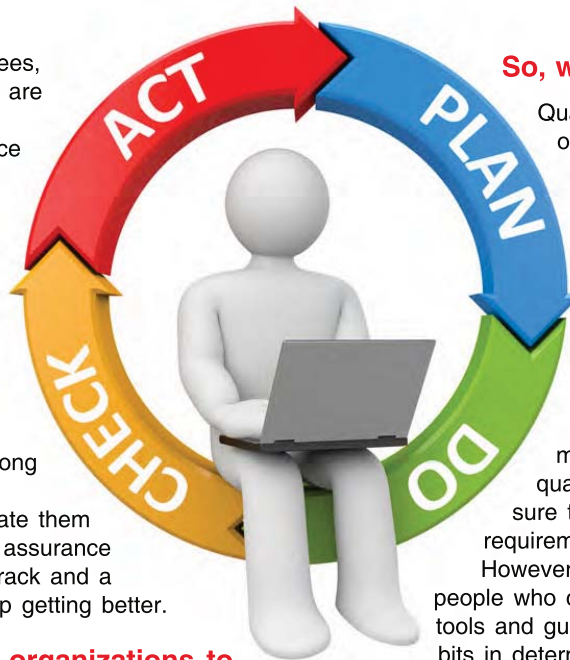 ees,
are
ce
ong
ate them
assurance
rack and a
p getting better.
organizations to
ACT
PLAN
DO
CHECK
So, w
Qua
o
m
qua
sure t
requirem
However
people who c
tools and gu
bits in determ